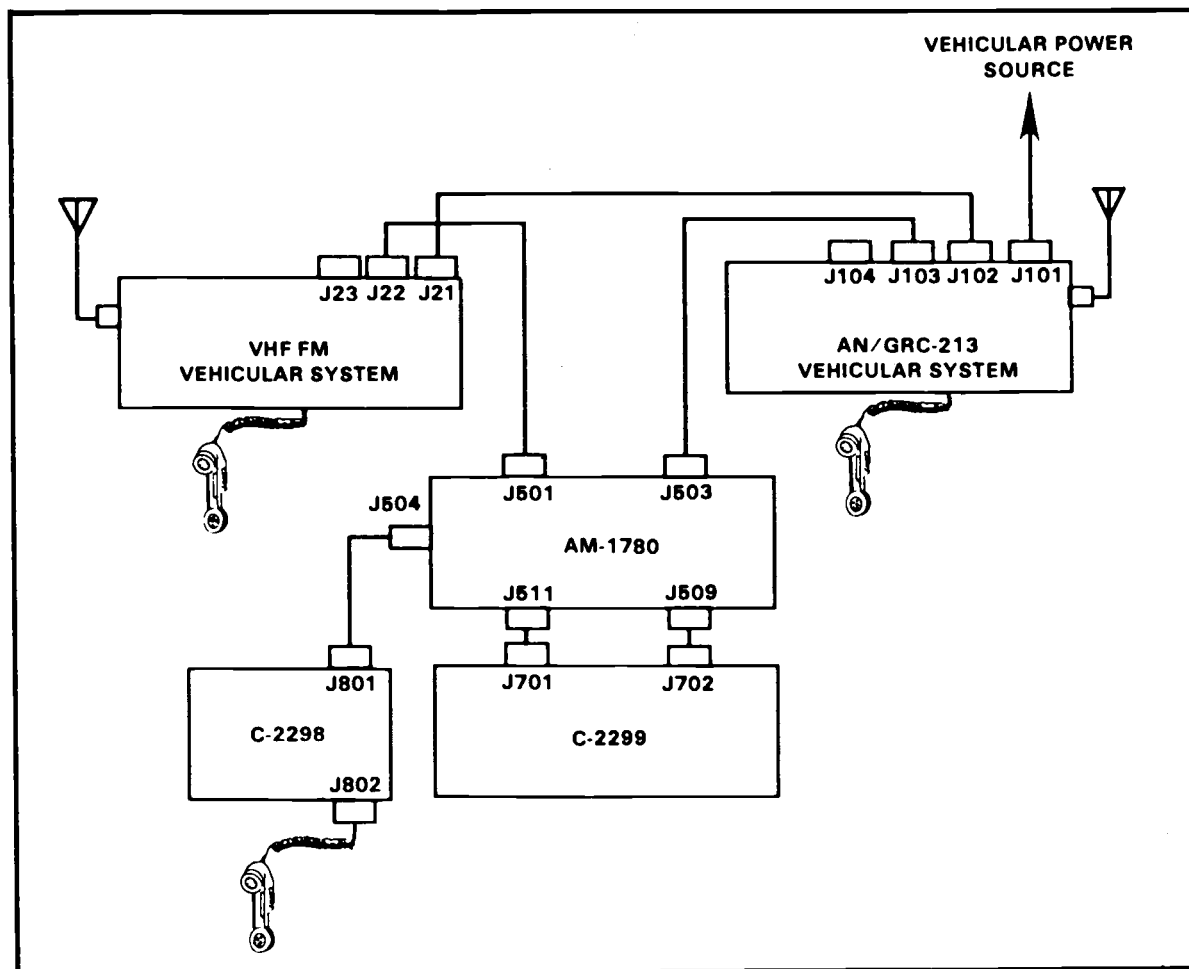 VEHICULAR POWER
SOURCE
J23 J22 J21
J104 J103 J102 J101
VHF FM
VEHICULAR SYSTEM
AN/GRC-213
VEHICULAR SYSTEM
J501 J503
J504
AM-1780
J511 J509
J801 J701 J702
C-2298
C-2299
J802